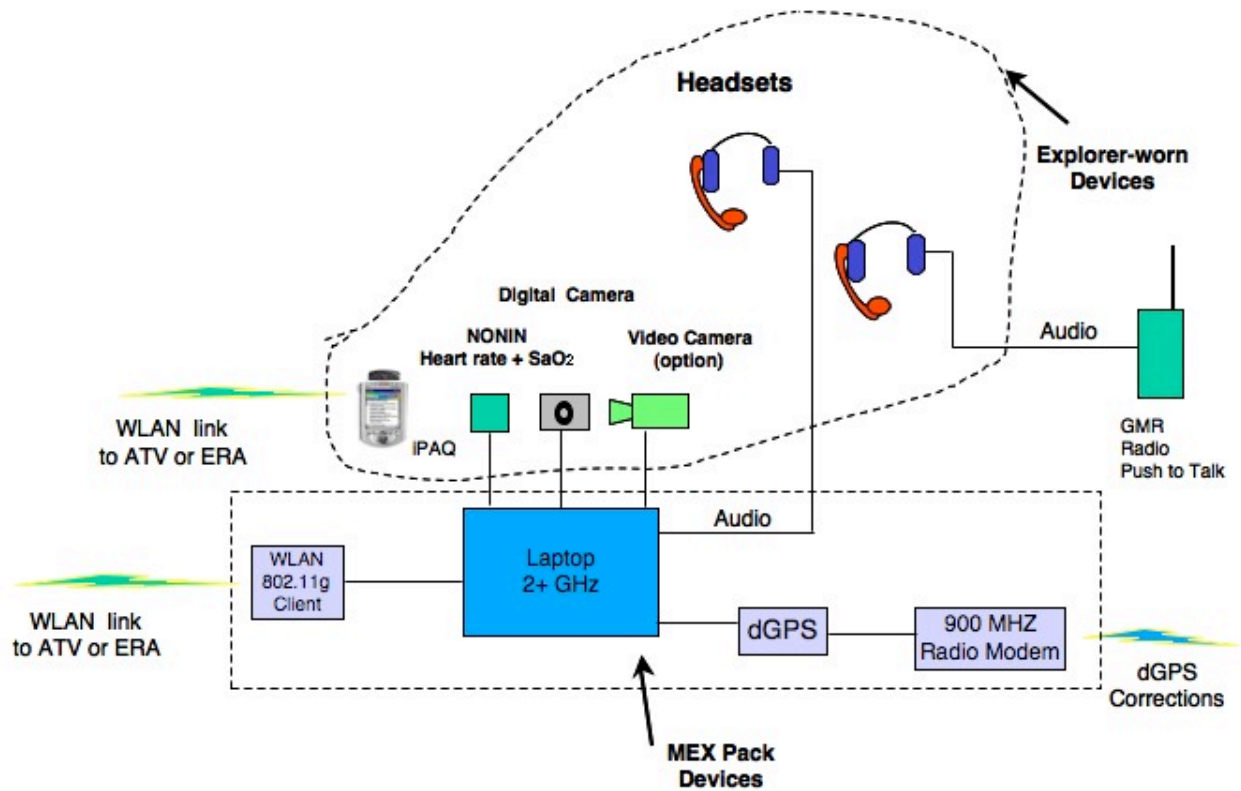 Headsets
Explorer-worn
Devices
Digital Camera
NONIN
Heart rate + SaO2
Video Camera
(option)
Audio
WLAN link
to ATV or ERA
iPAQ
GMR
Radio
Push to Talk
Audio
WLAN
802.11g
Client
Laptop
2+ GHz
WLAN link
to ATV or ERA
dGPS
900 MHZ
Radio Modem
dGPS
Corrections
MEX Pack
Devices